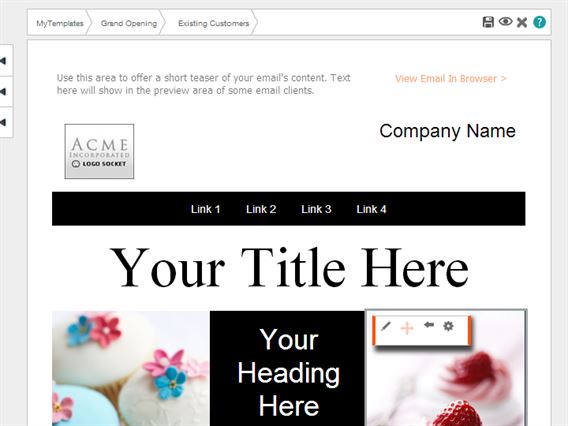 MyTemplates Grand Opening Existing Customers
?
Use this area to offer a short teaser of your email's content. Text
here will show in the preview area of some email clients.
View Email In Browser >
ACME
INCORPORATED
LOGO SOCKET
Company Name
Link 1 Link 2 Link 3 Link 4
Your Title Here
Your
Heading
Here